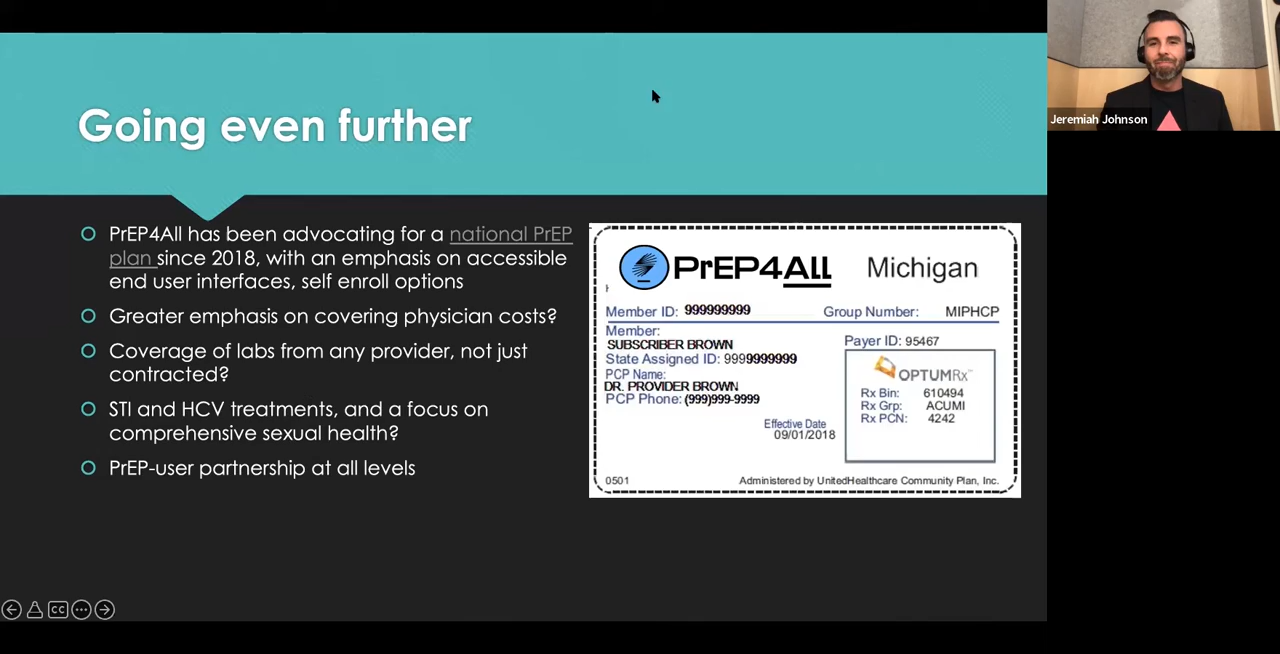 Going even further
Jeremiah Johnson
PrEP4All has been advocating for a national PrEP
plan since 2018, with an emphasis on accessible
end user interfaces, self enroll options
Greater emphasis on covering physician costs?
Coverage of labs from any provider, not just
contracted?
STI and HCV treatments, and a focus on
comprehensive sexual health?
PrEP-user partnership at all levels
PrEP4All Michigan
Member ID: 999999999 Group Number: MIPHCP
Member:
SUBSCRIBER BROWN
State Assigned ID: 9999999999
PCP Name:
DR. PROVIDER BROWN
PCP Phone: (999)999-9999
Payer ID: 95467
OPTUMRx™
Rx Bin: 610494
Rx Grp: ACUMI
Rx PCN: 4242
Effective Date
09/01/2018
0501 Administered by UnitedHealthcare Community Plan, Inc.
CC